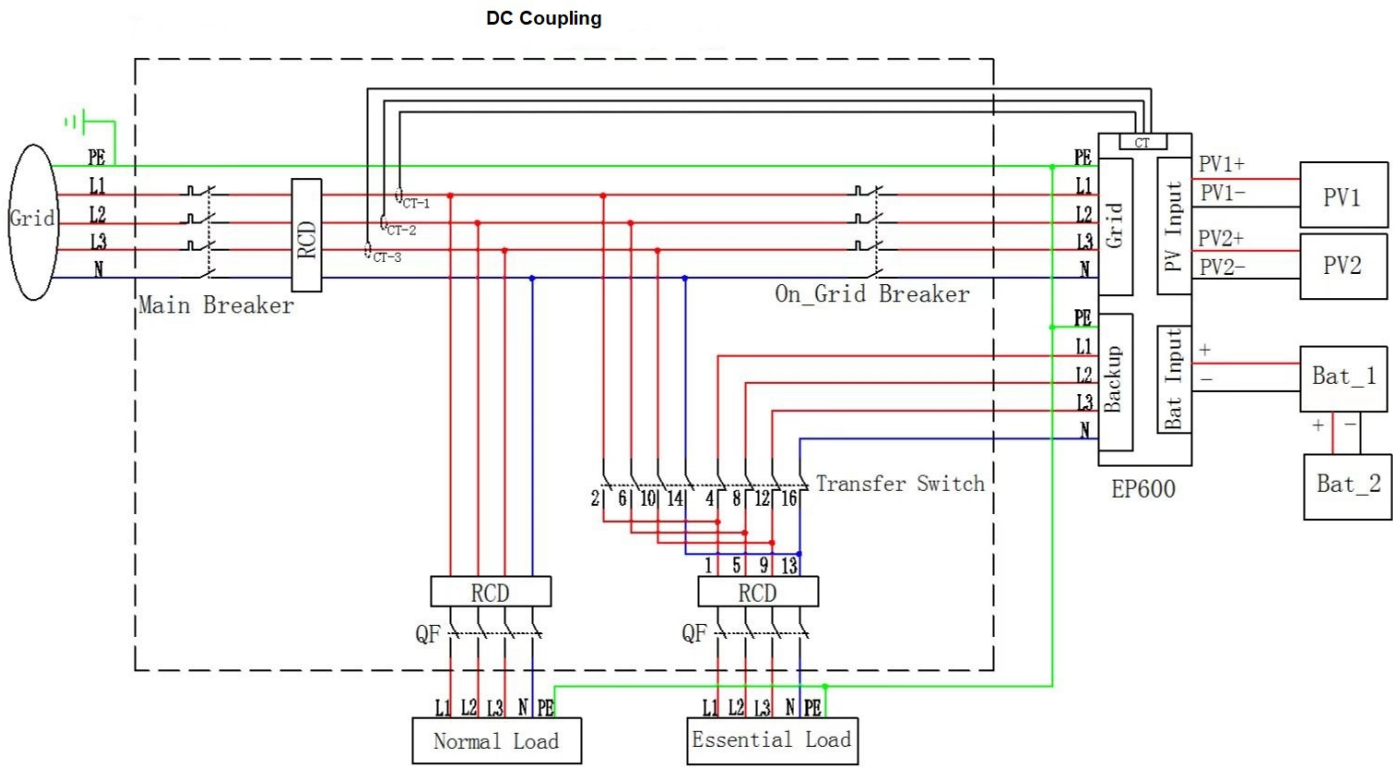 DC Coupling
CT
PE
L1
L2
L3
N
Grid
Main Breaker
RCD
CT-1
CT-2
CT-3
On_Grid Breaker
PE
L1
L2
L3
N
Grid
PV Input
PV1+
PV1-
PV2+
PV2-
PV1
PV2
PE
L1
L2
L3
N
Backup
Bat Input
+
-
Bat_1
+ -
Bat_2
EP600
2 6 10 14 4 8 12 16 Transfer Switch
1 5 9 13
RCD
RCD
QF
QF
L1 L2 L3 N PE
Normal Load
L1 L2 L3 N PE
Essential Load